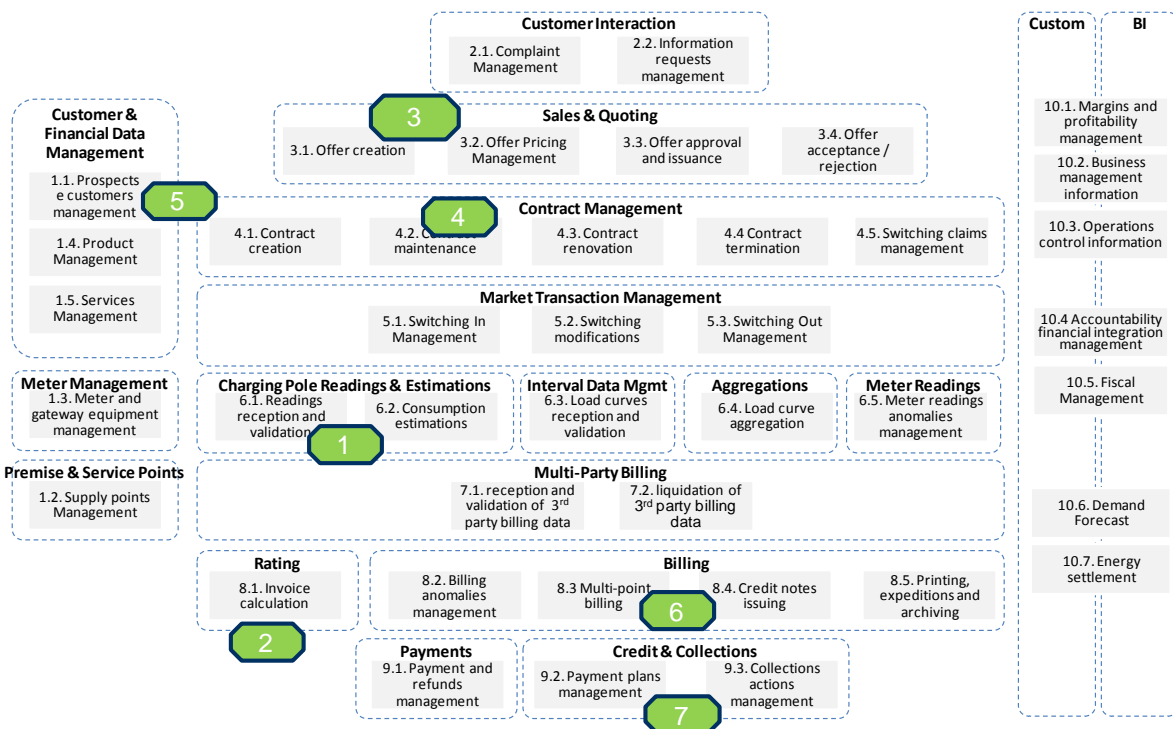 Customer Interaction
2.1. Complaint
Management
2.2. Information
requests
management
Custom
BI
Customer &
Financial Data
Management
1.1. Prospects
e customers
management
1.4. Product
Management
1.5. Services
Management
3
Sales & Quoting
3.1. Offer creation
3.2. Offer Pricing
Management
3.3. Offer approval
and issuance
3.4. Offer
acceptance /
rejection
5
4
Contract Management
4.1. Contract
creation
4.2. Contract
maintenance
4.3. Contract
renovation
4.4 Contract
termination
4.5. Switching claims
management
Market Transaction Management
5.1. Switching In
Management
5.2. Switching
modifications
5.3. Switching Out
Management
Meter Management
1.3. Meter and
gateway equipment
management
Charging Pole Readings & Estimations
6.1. Readings
reception and
validation
6.2. Consumption
estimations
1
Interval Data Mgmt
6.3. Load curves
reception and
validation
Aggregations
6.4. Load curve
aggregation
Meter Readings
6.5. Meter readings
anomalies
management
Premise & Service Points
1.2. Supply points
Management
Multi-Party Billing
7.1. reception and
validation of 3rd
party billing data
7.2. liquidation of
3rd party billing
data
Rating
8.1. Invoice
calculation
2
Billing
8.2. Billing
anomalies
management
8.3 Multi-point
billing
8.4. Credit notes
issuing
8.5. Printing,
expeditions and
archiving
6
Payments
9.1. Payment and
refunds
management
Credit & Collections
9.2. Payment plans
management
9.3. Collections
actions
management
7
10.1. Margins and
profitability
management
10.2. Business
management
information
10.3. Operations
control information
10.4 Accountability
financial integration
management
10.5. Fiscal
Management
10.6. Demand
Forecast
10.7. Energy
settlement